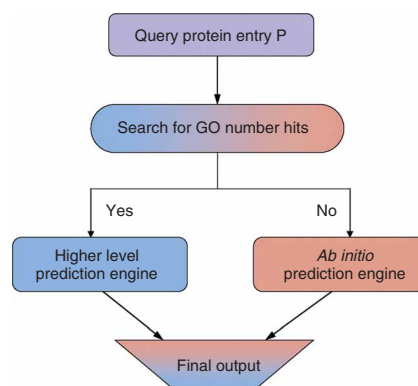 Query protein entry P
Search for GO number hits
Yes
No
Higher level
prediction engine
Ab initio
prediction engine
Final output